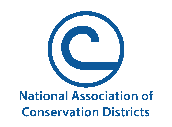 National Association of
Conservation Districts